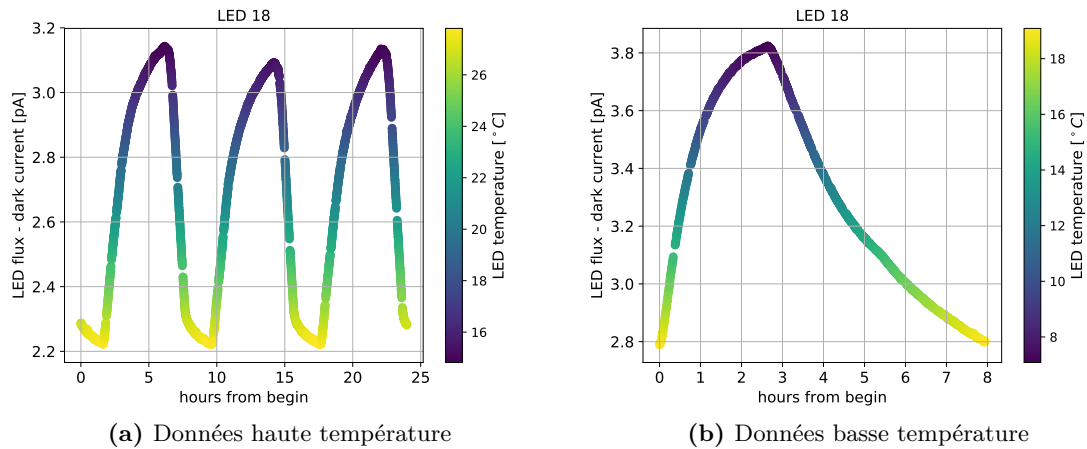 LED 18
LED flux - dark current [pA]
3.2
3.0
2.8
2.6
2.4
2.2
0 5 10 15 20 25
hours from begin
26
24
22
20
18
16
LED temperature [°C]
(a) Données haute température
LED 18
LED flux - dark current [pA]
3.8
3.6
3.4
3.2
3.0
2.8
0 1 2 3 4 5 6 7 8
hours from begin
18
16
14
12
10
8
LED temperature [°C]
(b) Données basse température